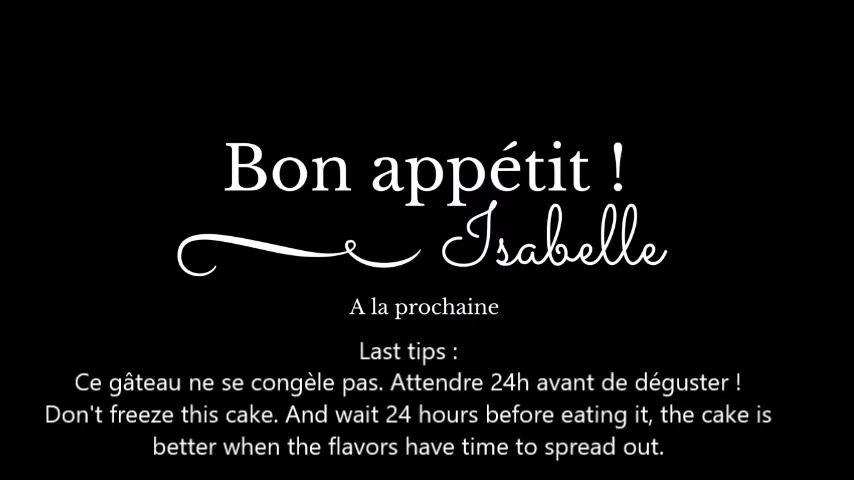 Bon appétit !
Isabelle
A la prochaine
Last tips :
Ce gâteau ne se congèle pas. Attendre 24h avant de déguster !
Don't freeze this cake. And wait 24 hours before eating it, the cake is
better when the flavors have time to spread out.